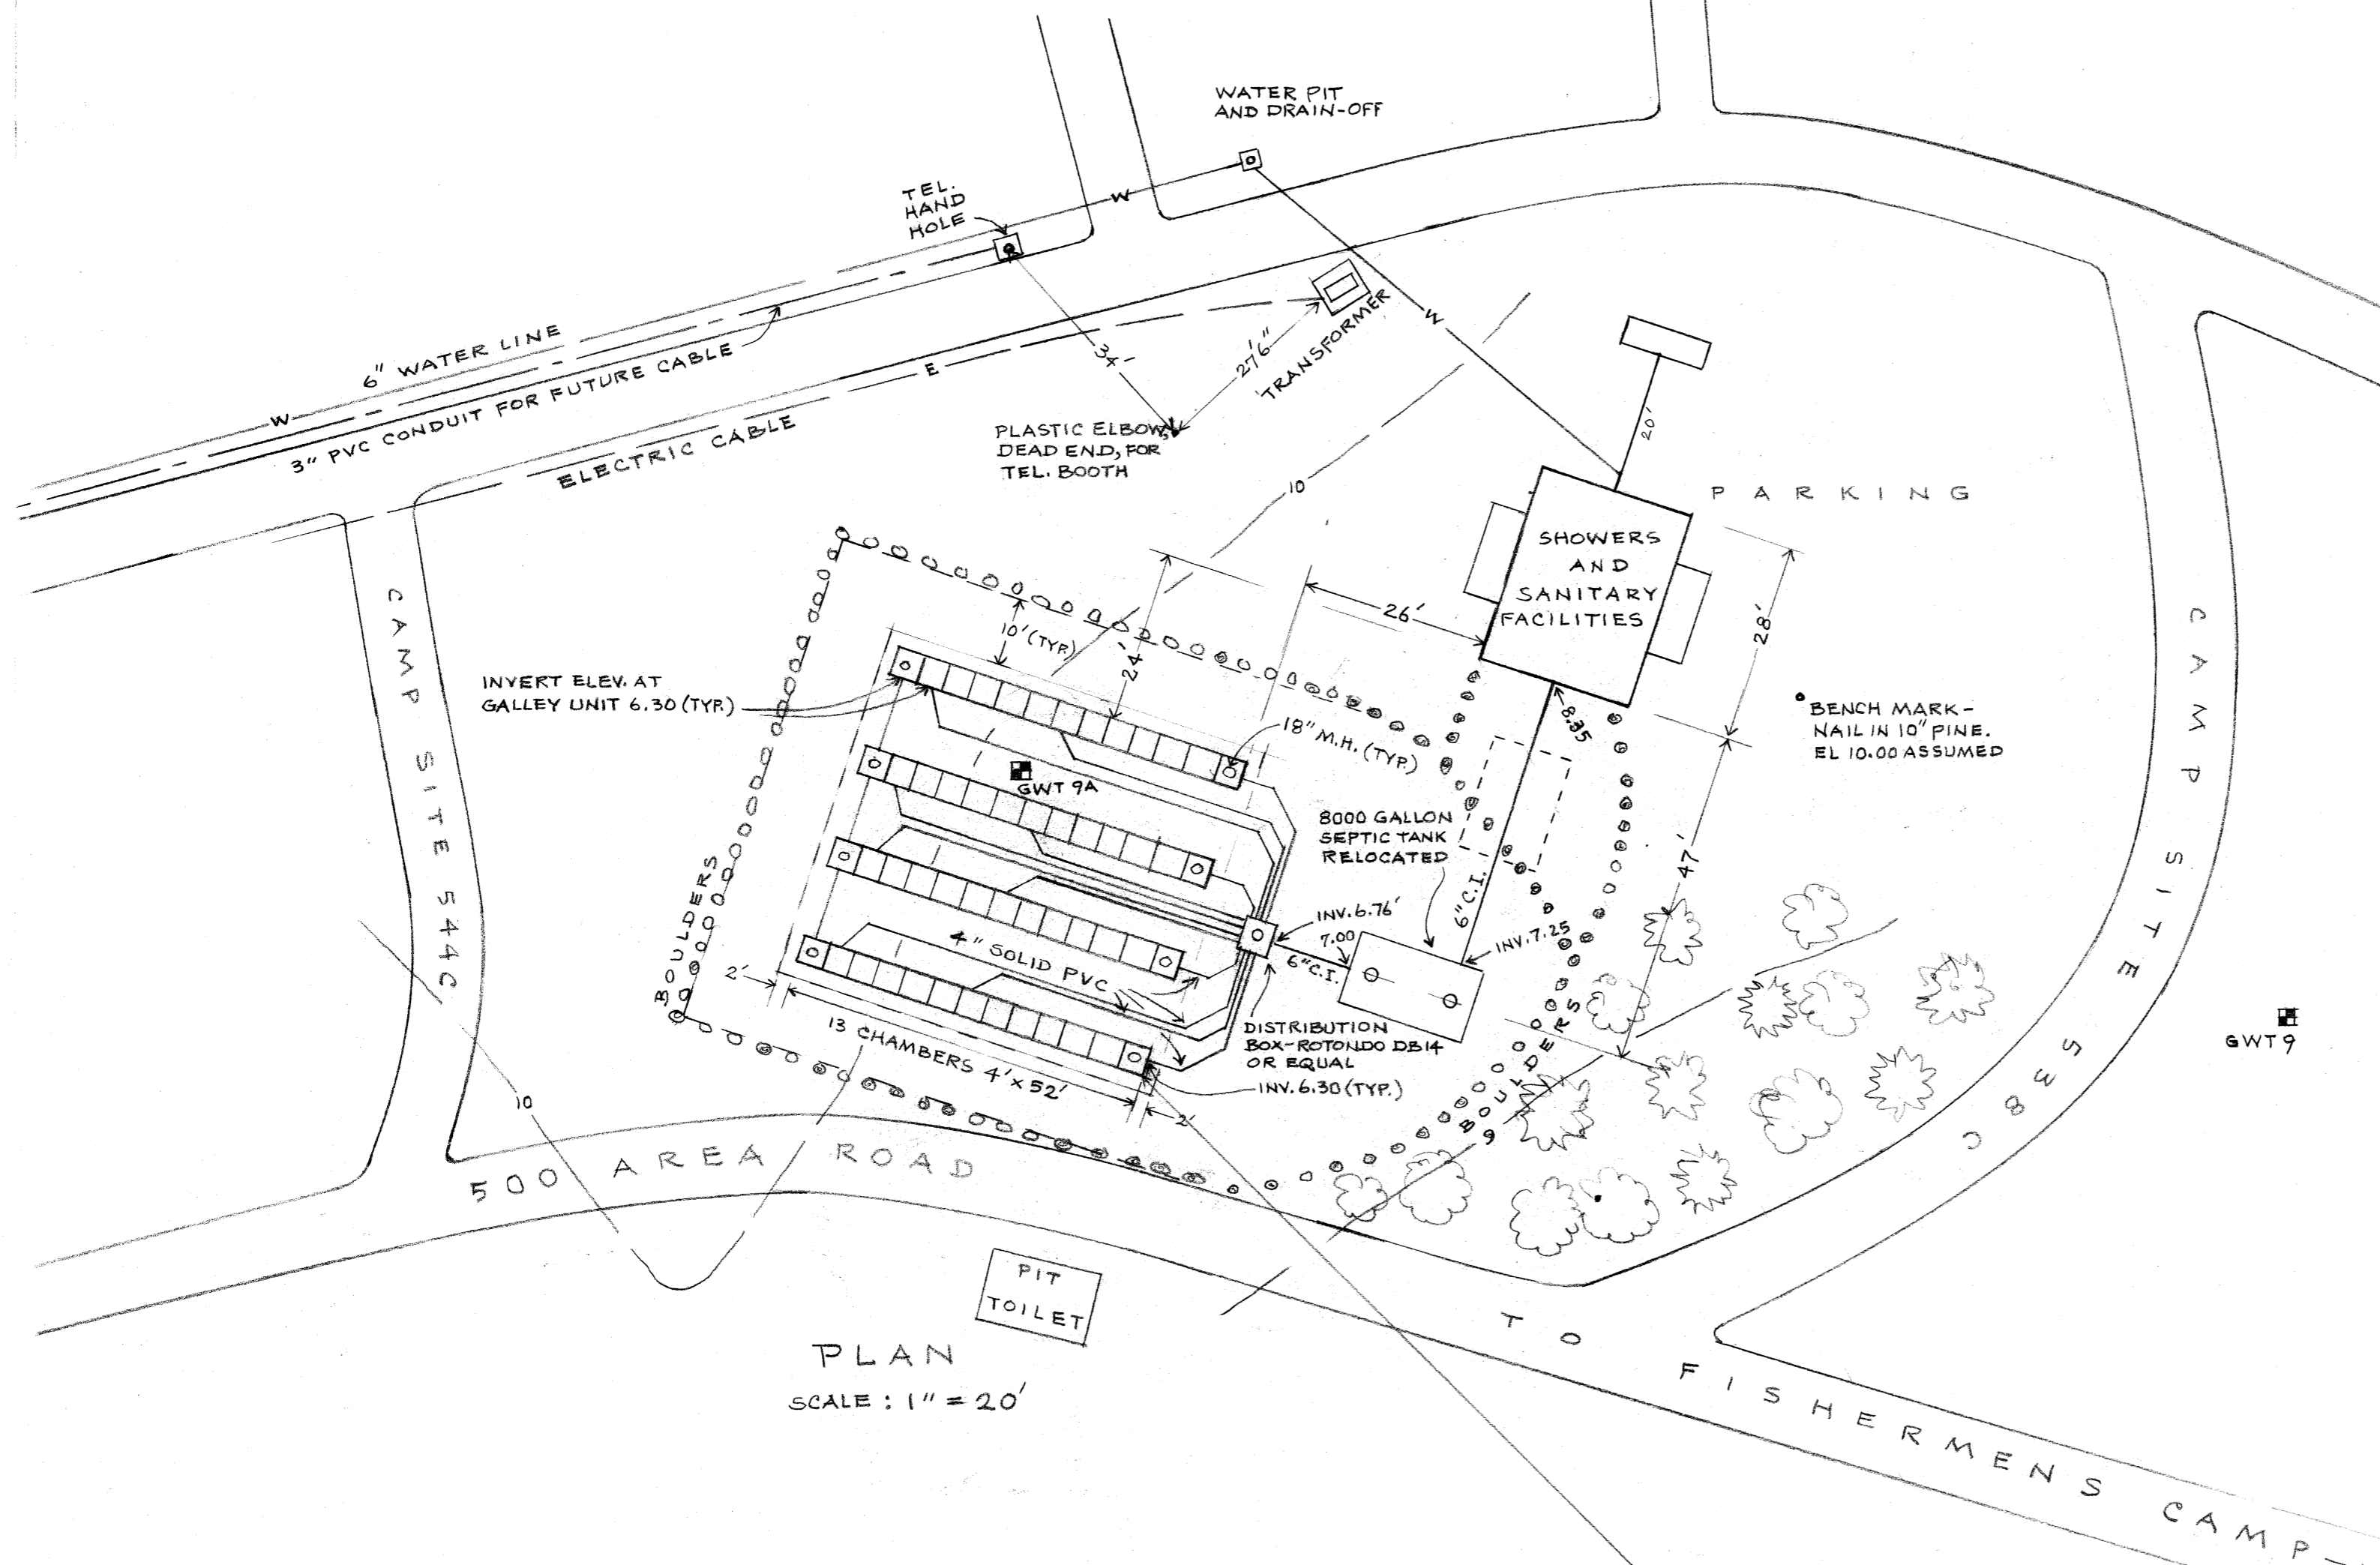 WATER PIT
AND DRAIN-OFF
TEL.
HAND
HOLE
W
W
W
6" WATER LINE
3" PVC CONDUIT FOR FUTURE CABLE
E
ELECTRIC CABLE
34'
27'6"
TRANSFORMER
PLASTIC ELBOW,
DEAD END, FOR
TEL. BOOTH
10
20'
PARKING
SHOWERS
AND
SANITARY
FACILITIES
26'
28'
CAMP SITE 544C
10' (TYP.)
24'
INVERT ELEV. AT
GALLEY UNIT 6.30 (TYP.)
18" M.H. (TYP.)
8.35
BENCH MARK-
NAIL IN 10" PINE.
EL 10.00 ASSUMED
GWT 9A
8000 GALLON
SEPTIC TANK
RELOCATED
47'
6" C.I.
INV. 6.76'
7.00
INV. 7.25
6" C.I.
BOULDERS
4" SOLID PVC
2'
13 CHAMBERS 4' x 52'
2'
DISTRIBUTION
BOX-ROTONDO DB14
OR EQUAL
INV. 6.30 (TYP.)
BOULDERS
9
GWT 9
CAMP SITE 538C
10
500 AREA ROAD
PIT
TOILET
TO FISHERMENS CAMP
PLAN
SCALE: 1" = 20'